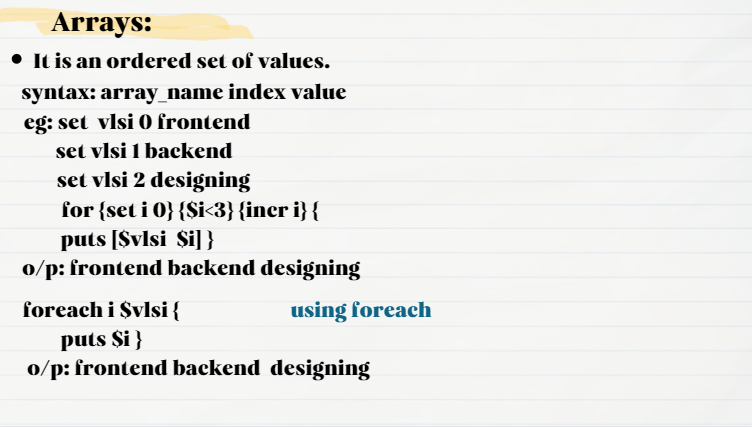 Arrays:
• It is an ordered set of values.
syntax: array_name index value
eg: set vlsi 0 frontend
set vlsi 1 backend
set vlsi 2 designing
for {set i 0} {$i<3} {incr i} {
puts [$vlsi $i] }
o/p: frontend backend designing
foreach i $vlsi { using foreach
puts $i }
o/p: frontend backend designing